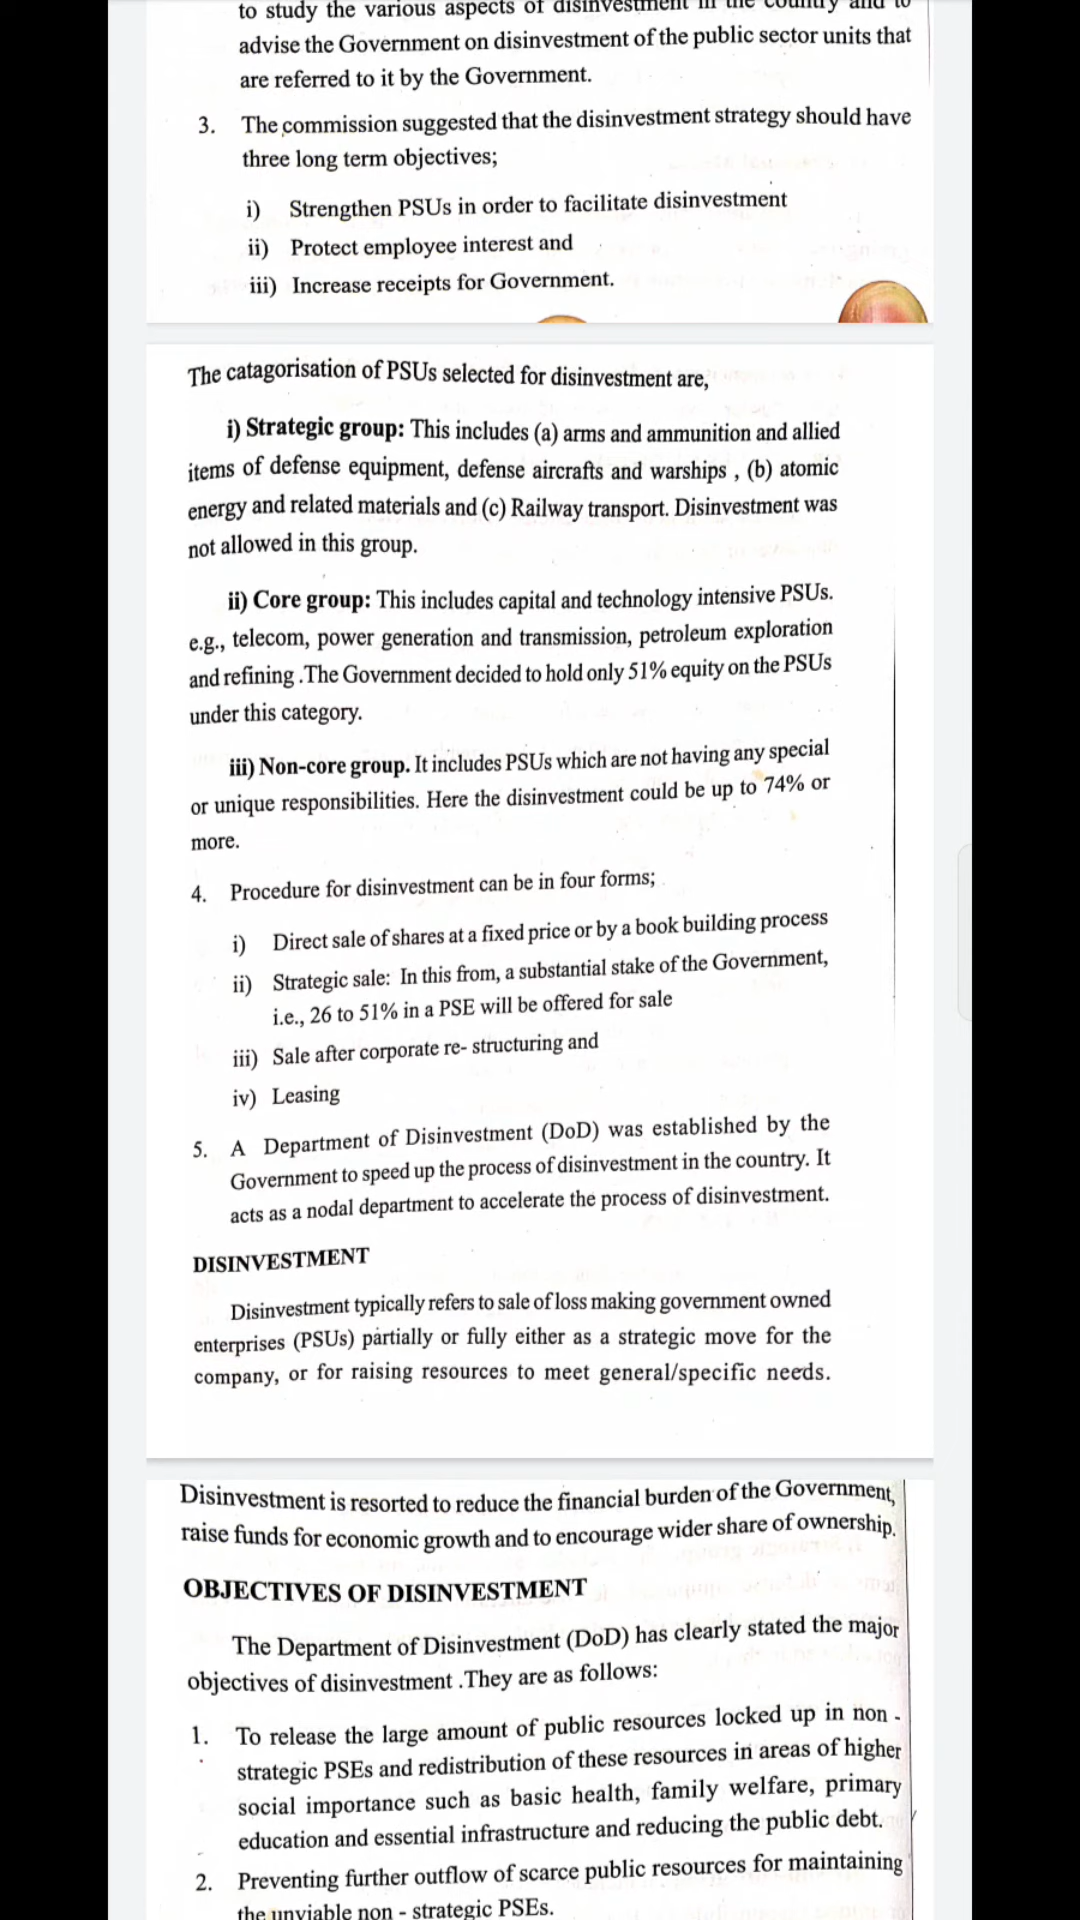 to study the various aspects of disinvestment in the country and to
advise the Government on disinvestment of the public sector units that
are referred to it by the Government.
3. The commission suggested that the disinvestment strategy should have
three long term objectives;
i) Strengthen PSUs in order to facilitate disinvestment
ii) Protect employee interest and
iii) Increase receipts for Government.
The catagorisation of PSUs selected for disinvestment are,
i) Strategic group: This includes (a) arms and ammunition and allied
items of defense equipment, defense aircrafts and warships , (b) atomic
energy and related materials and (c) Railway transport. Disinvestment was
not allowed in this group.
ii) Core group: This includes capital and technology intensive PSUs.
e.g., telecom, power generation and transmission, petroleum exploration
and refining .The Government decided to hold only 51% equity on the PSUs
under this category.
iii) Non-core group. It includes PSUs which are not having any special
or unique responsibilities. Here the disinvestment could be up to 74% or
more.
4. Procedure for disinvestment can be in four forms;
i) Direct sale of shares at a fixed price or by a book building process
ii) Strategic sale: In this from, a substantial stake of the Government,
i.e., 26 to 51% in a PSE will be offered for sale
iii) Sale after corporate re- structuring and
iv) Leasing
5. A Department of Disinvestment (DoD) was established by the
Government to speed up the process of disinvestment in the country. It
acts as a nodal department to accelerate the process of disinvestment.
DISINVESTMENT
Disinvestment typically refers to sale of loss making government owned
enterprises (PSUs) partially or fully either as a strategic move for the
company, or for raising resources to meet general/specific needs.
Disinvestment is resorted to reduce the financial burden of the Government,
raise funds for economic growth and to encourage wider share of ownership.
OBJECTIVES OF DISINVESTMENT
The Department of Disinvestment (DoD) has clearly stated the major
objectives of disinvestment .They are as follows:
1. To release the large amount of public resources locked up in non -
strategic PSEs and redistribution of these resources in areas of higher
social importance such as basic health, family welfare, primary
education and essential infrastructure and reducing the public debt.
2. Preventing further outflow of scarce public resources for maintaining
the unviable non - strategic PSEs.